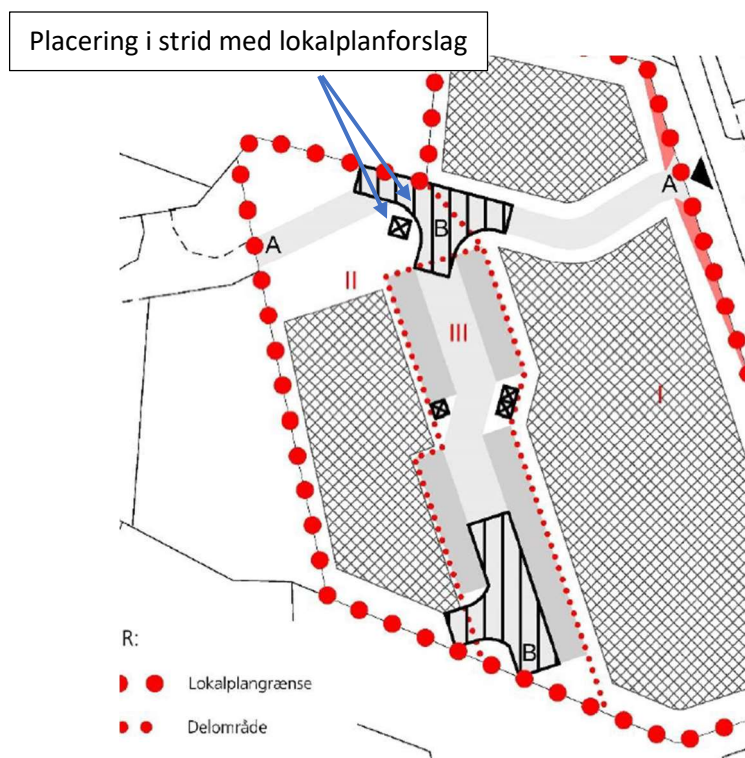 Placering i strid med lokalplanforslag
A
B
A
II
III
I
B
R:
Lokalplangrænse
Delområde